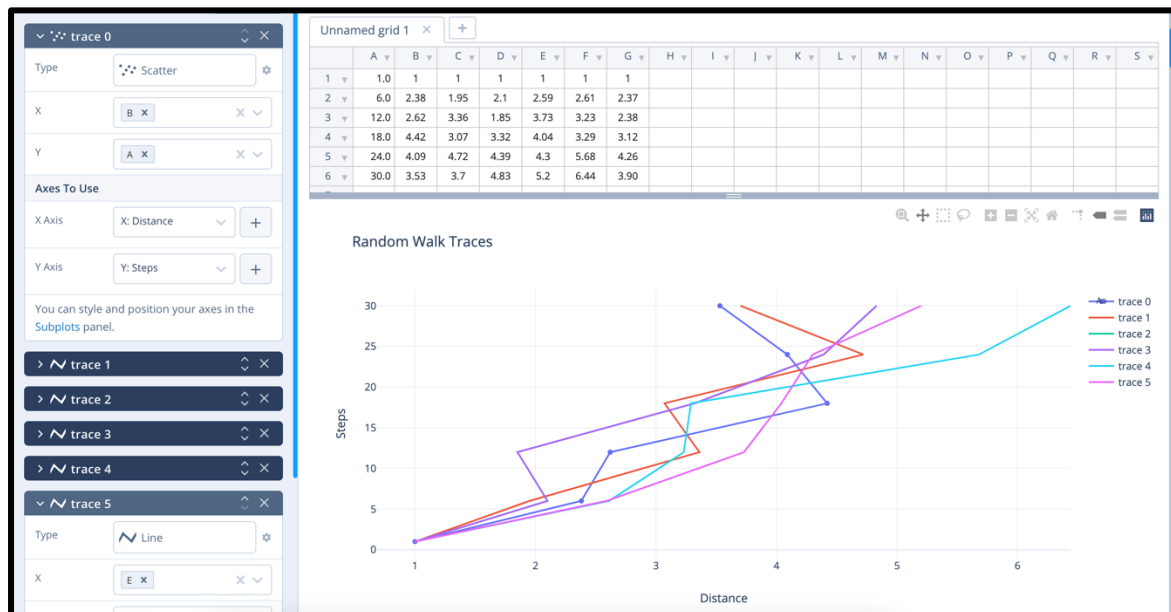 trace 0
Type Scatter
X B ×
Y A ×
Axes To Use
X Axis X: Distance +
Y Axis Y: Steps +
You can style and position your axes in the
Subplots panel.
trace 1
trace 2
trace 3
trace 4
trace 5
Type Line
X E ×
Unnamed grid 1 × +
A B C D E F G H I J K L M N O P Q R S
1 1.0 1 1 1 1 1 1
2 6.0 2.38 1.95 2.1 2.59 2.61 2.37
3 12.0 2.62 3.36 1.85 3.73 3.23 2.38
4 18.0 4.42 3.07 3.32 4.04 3.29 3.12
5 24.0 4.09 4.72 4.39 4.3 5.68 4.26
6 30.0 3.53 3.7 4.83 5.2 6.44 3.90
Random Walk Traces
30
25
20
15
10
5
0
Steps
1 2 3 4 5 6
Distance
trace 0
trace 1
trace 2
trace 3
trace 4
trace 5